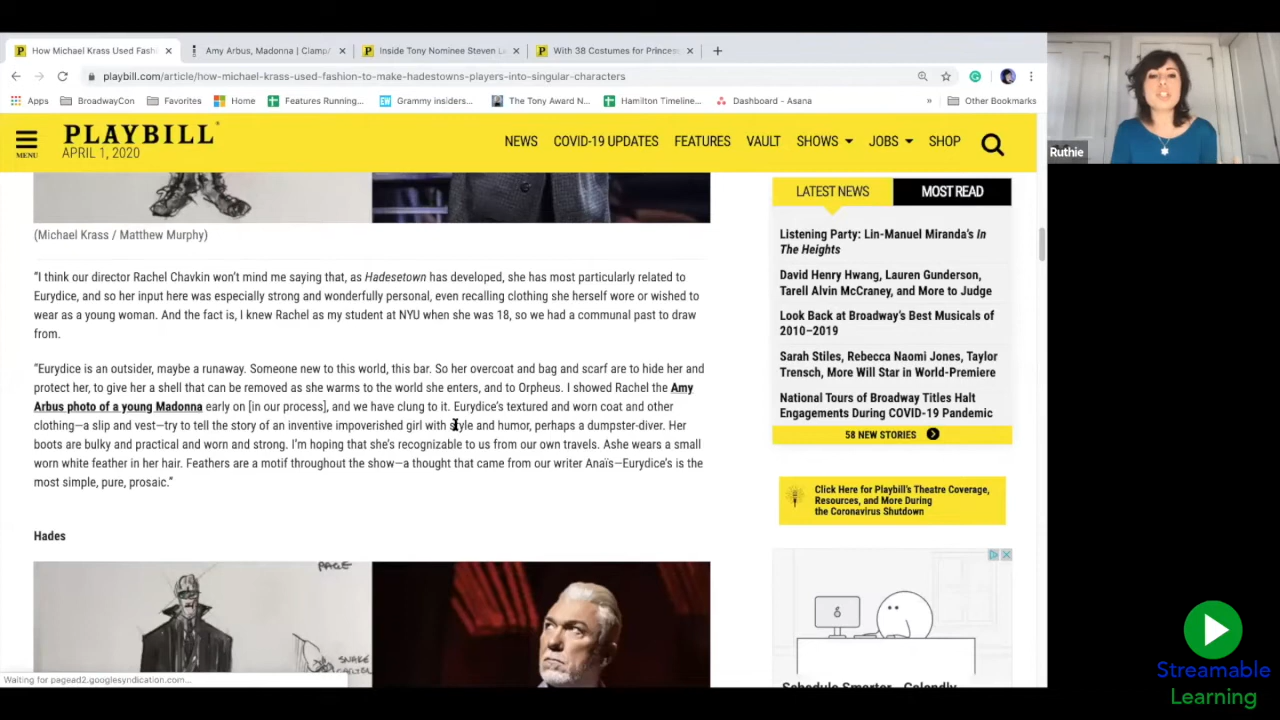 How Michael Krass Used Fash
Amy Arbus, Madonna | Clamp/
Inside Tony Nominee Steven L
With 38 Costumes for Princes
playbill.com/article/how-michael-krass-used-fashion-to-make-hadestowns-players-into-singular-characters
Apps
BroadwayCon
Favorites
Home
Features Running...
Grammy insiders...
The Tony Award N...
Hamilton Timeline...
Dashboard - Asana
»
Other Bookmarks
Ruthie
MENU
PLAYBILL
APRIL 1, 2020
NEWS
COVID-19 UPDATES
FEATURES
VAULT
SHOWS
JOBS
SHOP
(Michael Krass / Matthew Murphy)
"I think our director Rachel Chavkin won't mind me saying that, as Hadesetown has developed, she has most particularly related to
Eurydice, and so her input here was especially strong and wonderfully personal, even recalling clothing she herself wore or wished to
wear as a young woman. And the fact is, I knew Rachel as my student at NYU when she was 18, so we had a communal past to draw
from.
"Eurydice is an outsider, maybe a runaway. Someone new to this world, this bar. So her overcoat and bag and scarf are to hide her and
protect her, to give her a shell that can be removed as she warms to the world she enters, and to Orpheus. I showed Rachel the Amy
Arbus photo of a young Madonna early on [in our process], and we have clung to it. Eurydice's textured and worn coat and other
clothing—a slip and vest—try to tell the story of an inventive impoverished girl with style and humor, perhaps a dumpster-diver. Her
boots are bulky and practical and worn and strong. I'm hoping that she's recognizable to us from our own travels. Ashe wears a small
worn white feather in her hair. Feathers are a motif throughout the show—a thought that came from our writer Anaïs—Eurydice's is the
most simple, pure, prosaic."
Hades
PAGE
SNAKE
LATEST NEWS
MOST READ
Listening Party: Lin-Manuel Miranda's In
The Heights
David Henry Hwang, Lauren Gunderson,
Tarell Alvin McCraney, and More to Judge
Look Back at Broadway's Best Musicals of
2010–2019
Sarah Stiles, Rebecca Naomi Jones, Taylor
Trensch, More Will Star in World-Premiere
National Tours of Broadway Titles Halt
Engagements During COVID-19 Pandemic
58 NEW STORIES
Click Here for Playbill's Theatre Coverage,
Resources, and More During
the Coronavirus Shutdown
Schedule Smarter - Calendly
Waiting for pagead2.googlesyndication.com...
Streamable
Learning